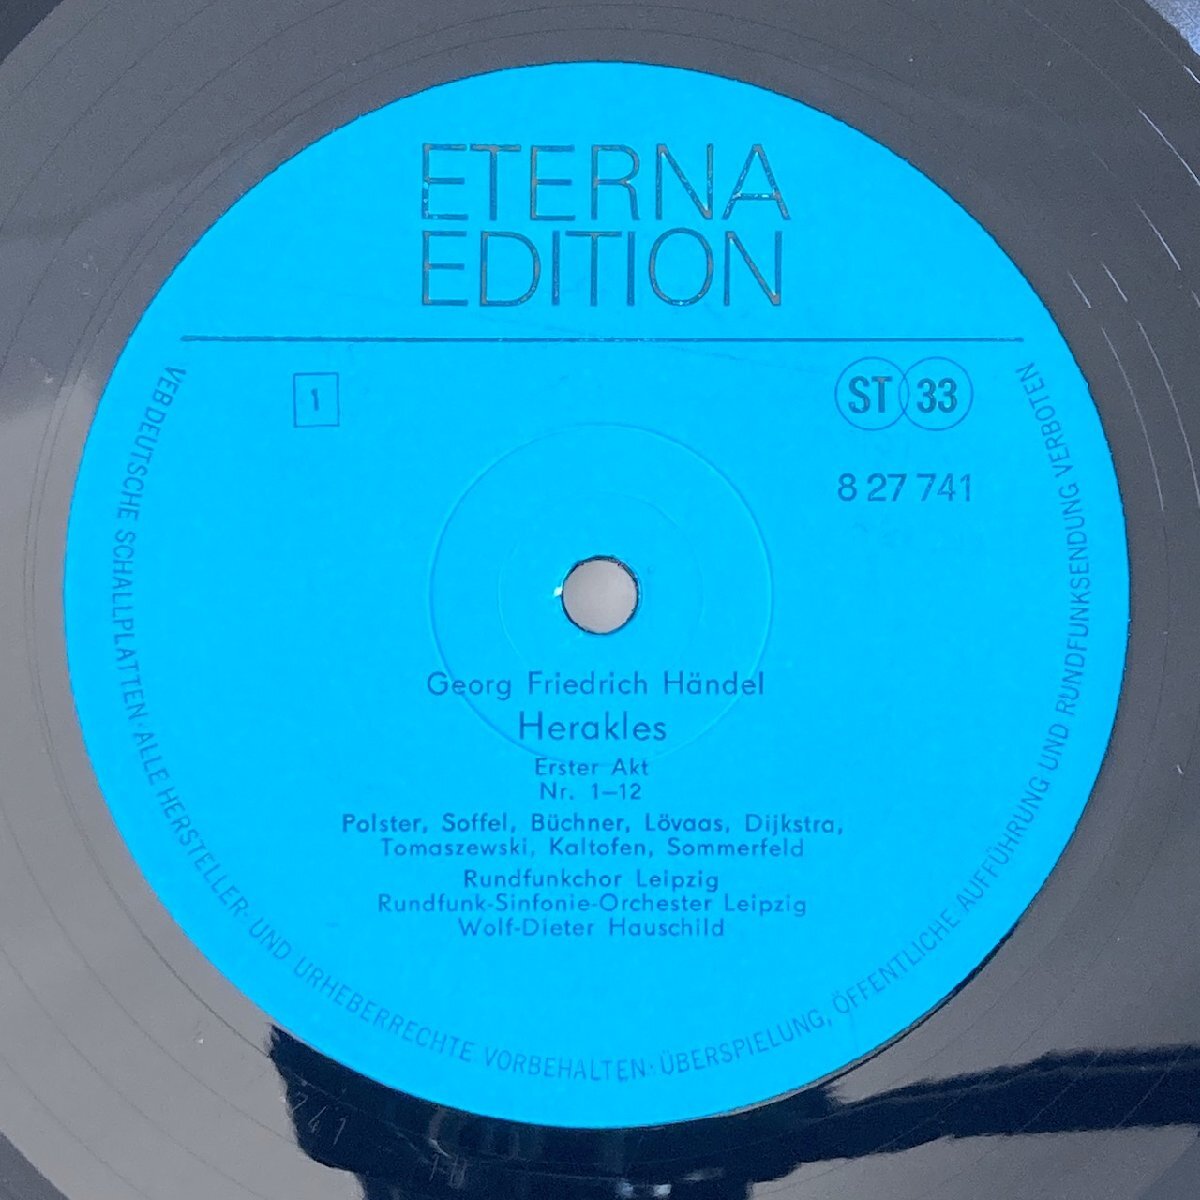 ETERNA
EDITION
1
ST 33
8 27 741
Georg Friedrich Händel
Herakles
Erster Akt
Nr. 1–12
Polster, Soffel, Büchner, Lövaas, Dijkstra,
Tomaszewski, Kaltofen, Sommerfeld
Rundfunkchor Leipzig
Rundfunk-Sinfonie-Orchester Leipzig
Wolf-Dieter Hauschild
VEB DEUTSCHE SCHALLPLATTEN · ALLE HERSTELLER- UND URHEBERRECHTE VORBEHALTEN · ÜBERSPIELUNG, ÖFFENTLICHE AUFFÜHRUNG UND RUNDFUNKSENDUNG VERBOTEN
741